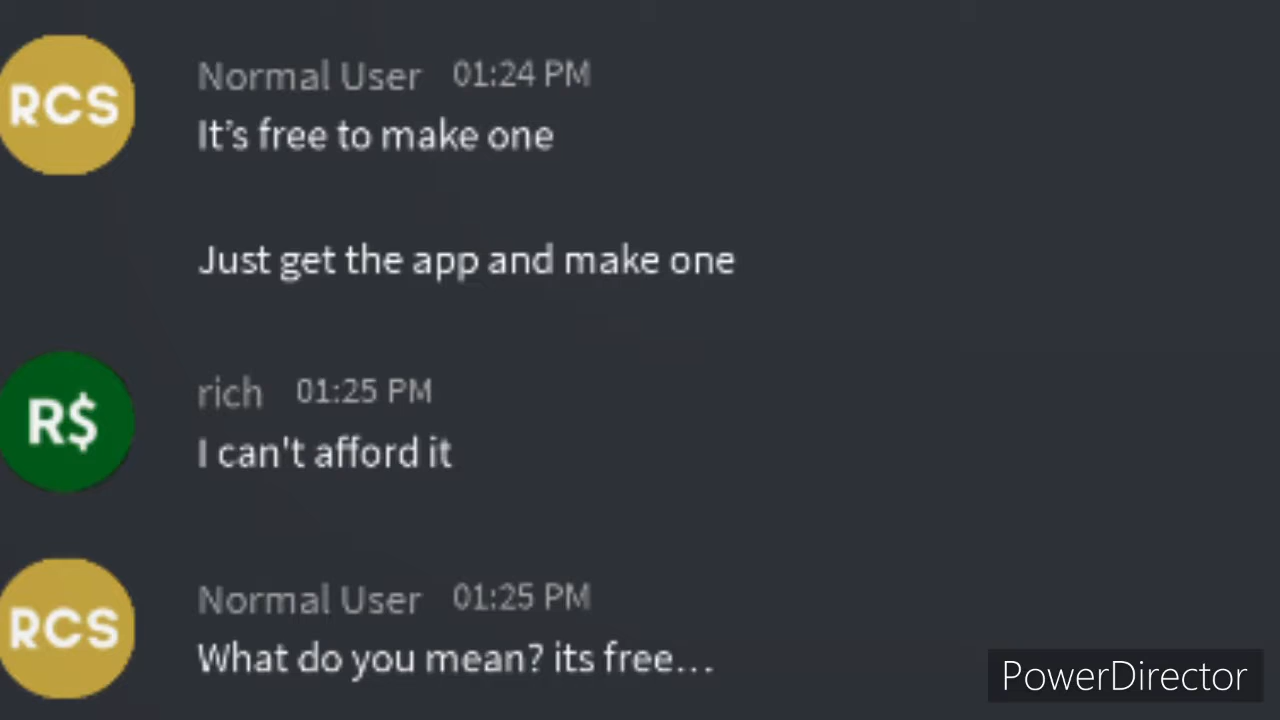 RCS
Normal User 01:24 PM
It’s free to make one
Just get the app and make one
R$
rich 01:25 PM
I can't afford it
RCS
Normal User 01:25 PM
What do you mean? its free…
PowerDirector